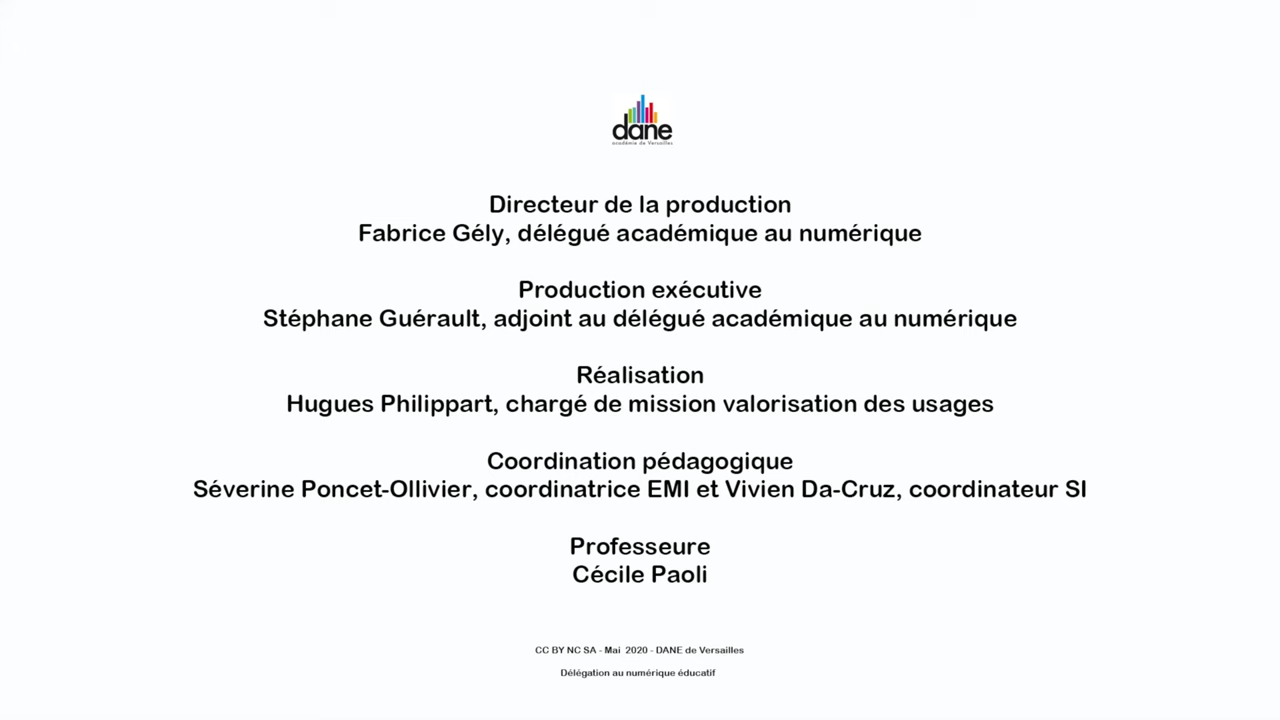 dane
académie de Versailles
Directeur de la production
Fabrice Gély, délégué académique au numérique
Production exécutive
Stéphane Guérault, adjoint au délégué académique au numérique
Réalisation
Hugues Philippart, chargé de mission valorisation des usages
Coordination pédagogique
Séverine Poncet-Ollivier, coordinatrice EMI et Vivien Da-Cruz, coordinateur SI
Professeure
Cécile Paoli
CC BY NC SA - Mai 2020 - DANE de Versailles
Délégation au numérique éducatif